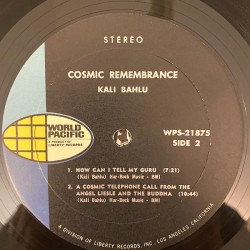 STEREO
COSMIC REMEMBRANCE
KALI BAHLU
WORLD
PACIFIC
A PRODUCT OF
LIBERTY RECORDS
WPS-21875
SIDE 2
1. HOW CAN I TELL MY GURU (7:21)
(Kali Bahlu) Har-Rock Music - BMI
2. A COSMIC TELEPHONE CALL FROM THE
ANGEL LIESLE AND THE BUDDHA (10:44)
(Kali Bahlu) Har-Rock Music - BMI
A DIVISION OF LIBERTY RECORDS, INC. LOS ANGELES, CALIFORNIA